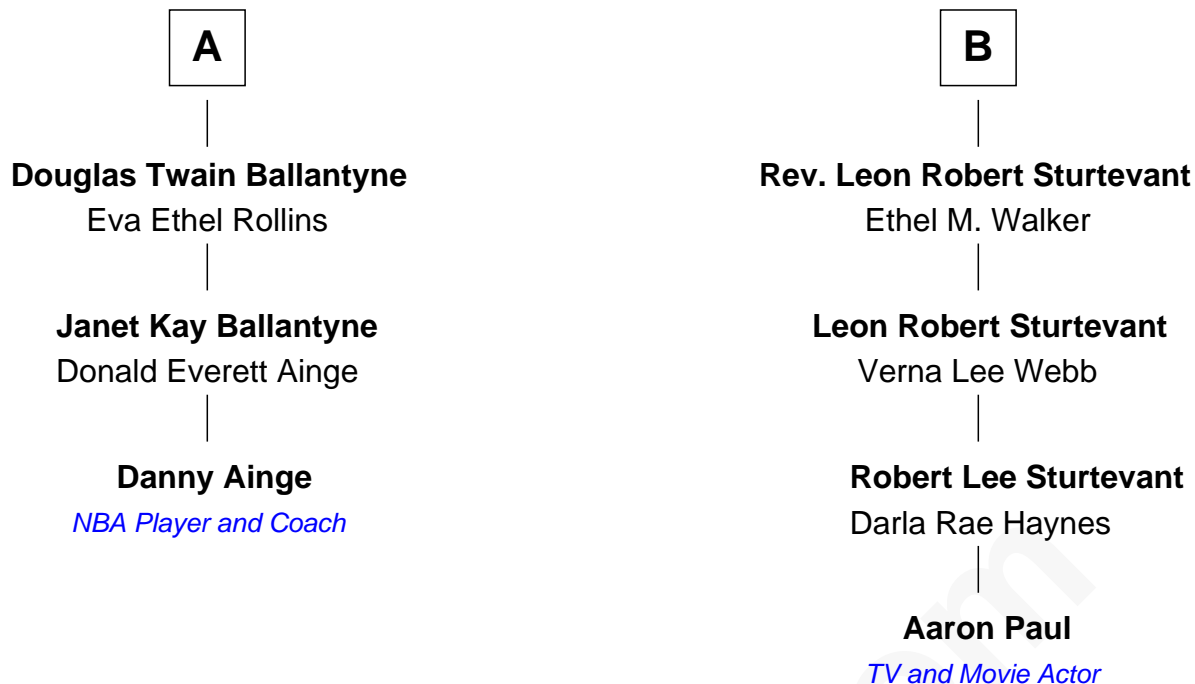 A
Douglas Twain Ballantyne
Eva Ethel Rollins
Janet Kay Ballantyne
Donald Everett Ainge
Danny Ainge
NBA Player and Coach
B
Rev. Leon Robert Sturtevant
Ethel M. Walker
Leon Robert Sturtevant
Verna Lee Webb
Robert Lee Sturtevant
Darla Rae Haynes
Aaron Paul
TV and Movie Actor